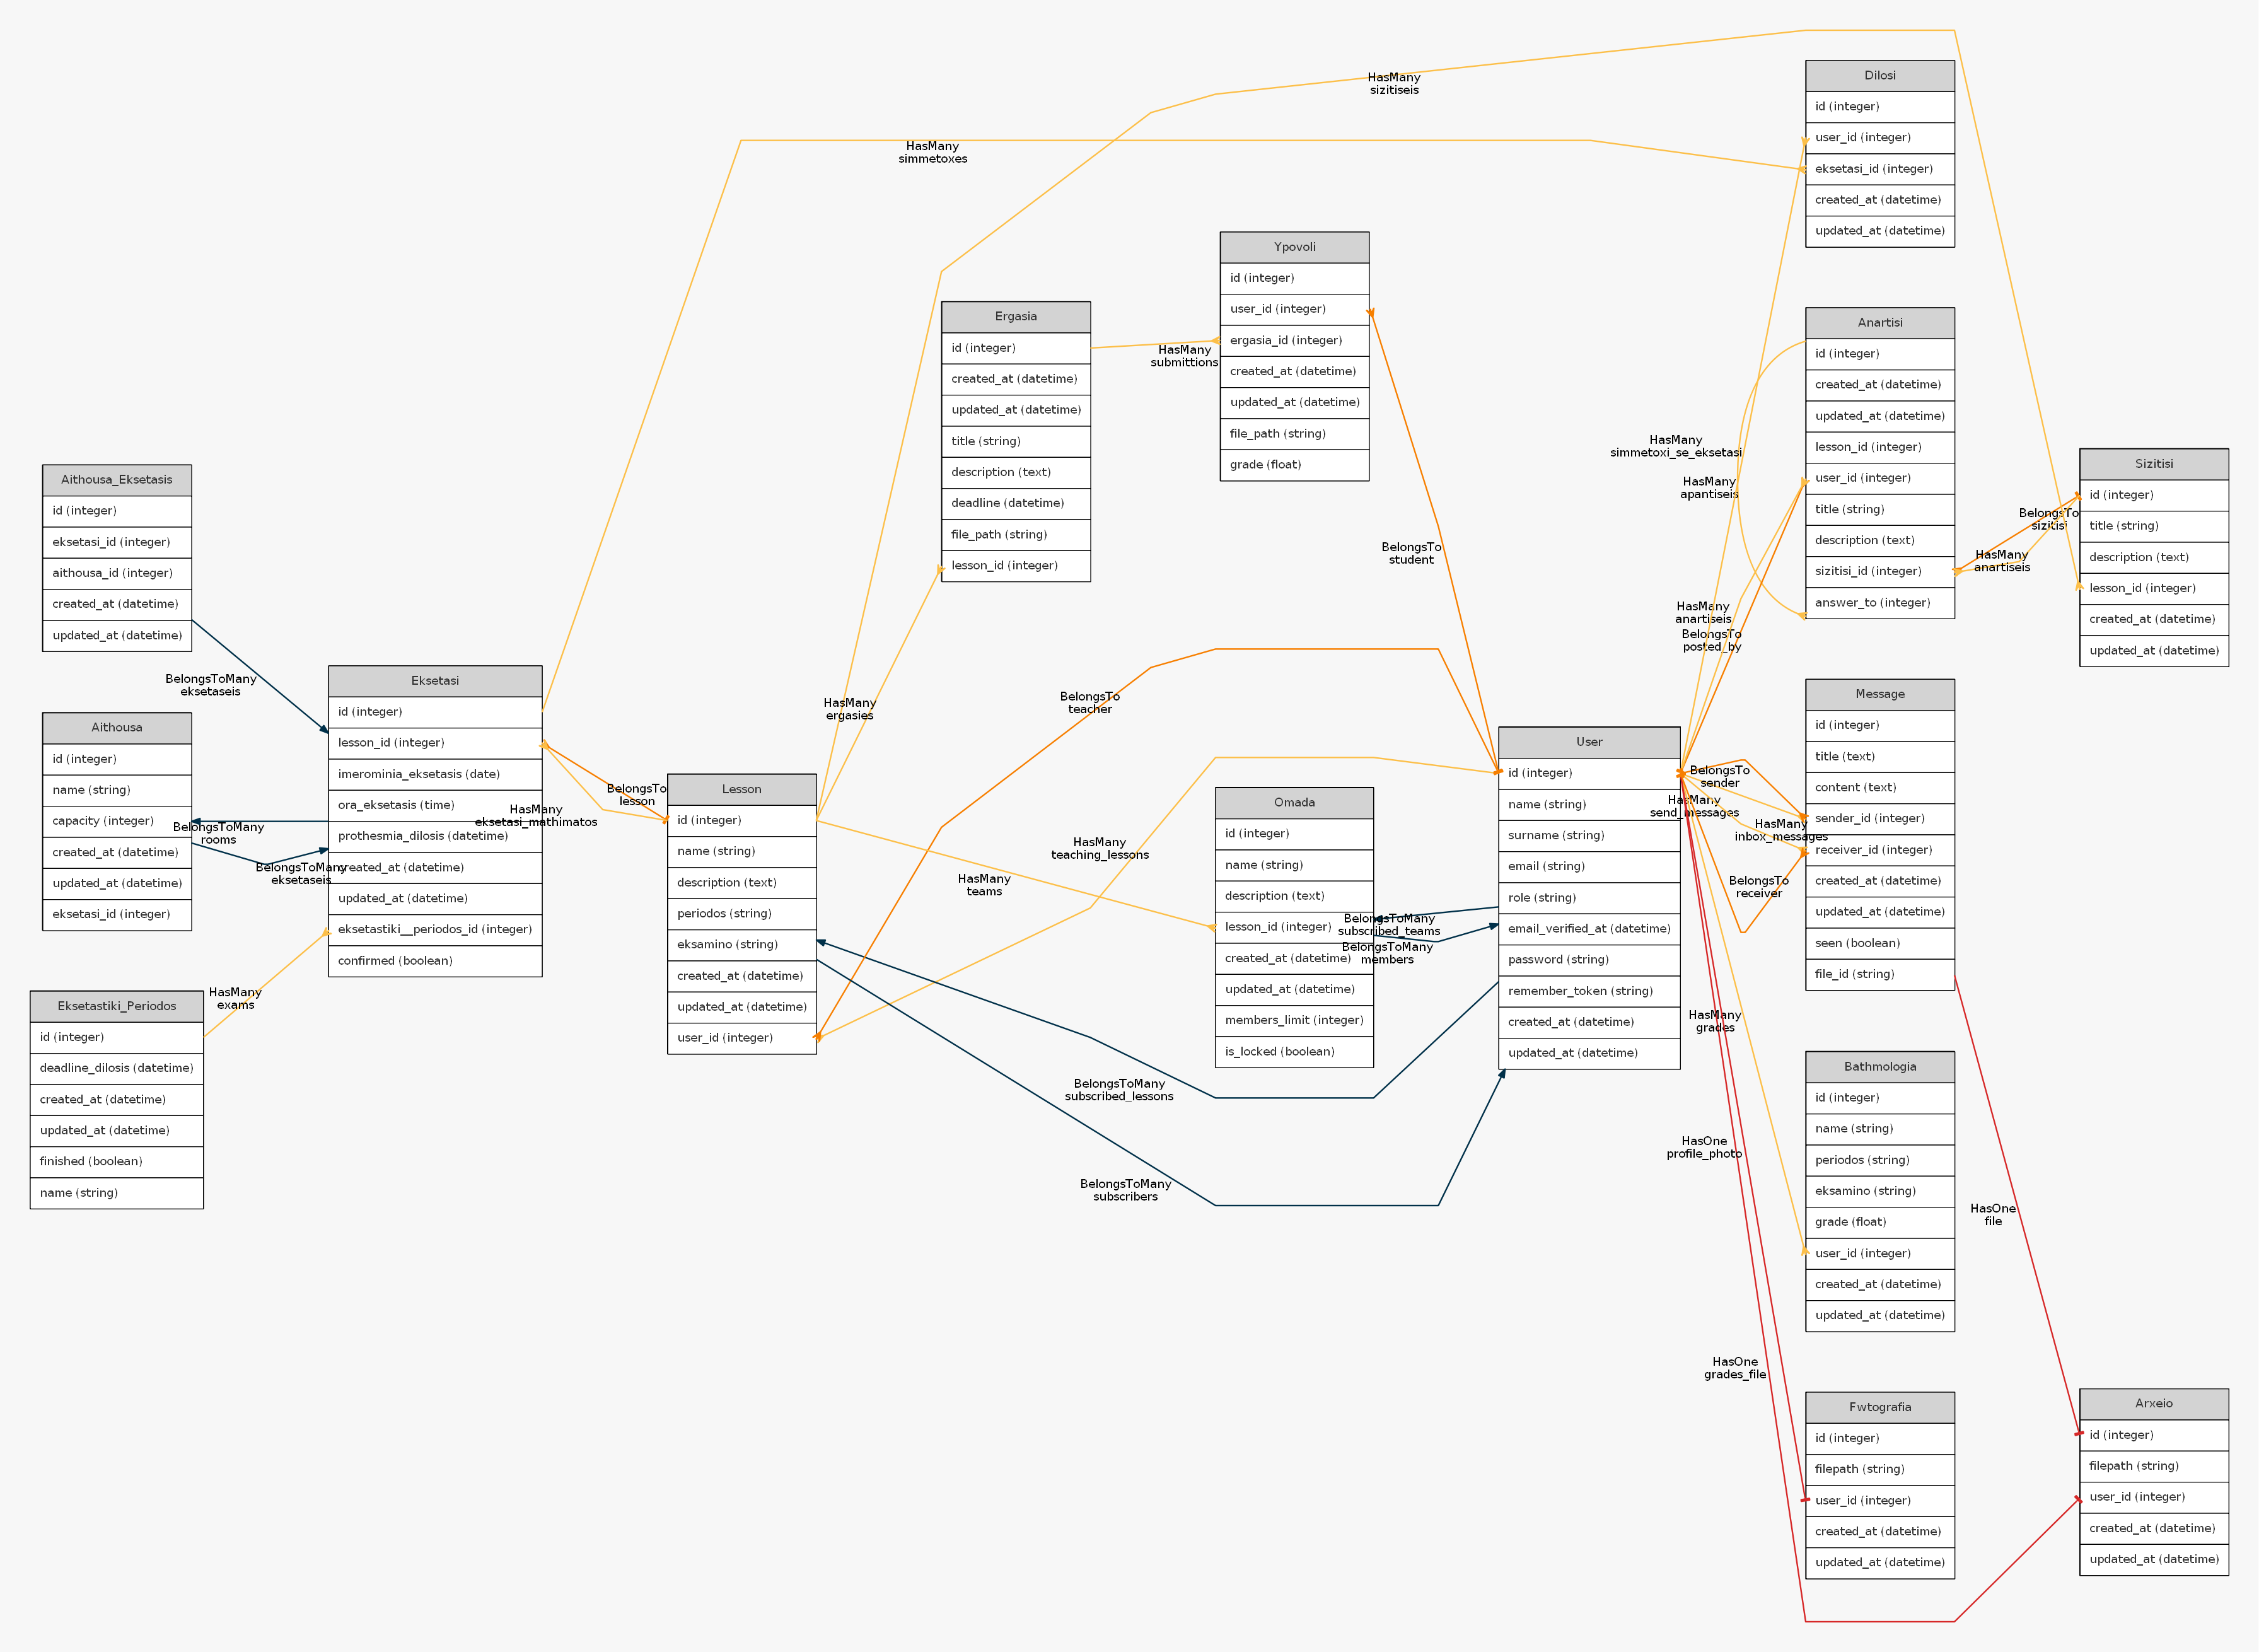 HasMany
sizitiseis
HasMany
simmetoxes
Dilosi
id (integer)
user_id (integer)
eksetasi_id (integer)
created_at (datetime)
updated_at (datetime)
Ypovoli
id (integer)
user_id (integer)
ergasia_id (integer)
created_at (datetime)
updated_at (datetime)
file_path (string)
grade (float)
Ergasia
id (integer)
created_at (datetime)
updated_at (datetime)
title (string)
description (text)
deadline (datetime)
file_path (string)
lesson_id (integer)
HasMany
submittions
Anartisi
id (integer)
created_at (datetime)
updated_at (datetime)
lesson_id (integer)
user_id (integer)
title (string)
description (text)
sizitisi_id (integer)
answer_to (integer)
HasMany
simmetoxi_se_eksetasi
HasMany
apantiseis
Sizitisi
id (integer)
title (string)
description (text)
lesson_id (integer)
created_at (datetime)
updated_at (datetime)
BelongsTo
sizitisi
HasMany
anartiseis
BelongsTo
student
HasMany
anartiseis
BelongsTo
posted_by
Aithousa_Eksetasis
id (integer)
eksetasi_id (integer)
aithousa_id (integer)
created_at (datetime)
updated_at (datetime)
BelongsToMany
eksetaseis
Aithousa
id (integer)
name (string)
capacity (integer)
created_at (datetime)
updated_at (datetime)
eksetasi_id (integer)
BelongsToMany
rooms
BelongsToMany
eksetaseis
Eksetasi
id (integer)
lesson_id (integer)
imerominia_eksetasis (date)
ora_eksetasis (time)
prothesmia_dilosis (datetime)
created_at (datetime)
updated_at (datetime)
eksetastiki__periodos_id (integer)
confirmed (boolean)
HasMany
eksetasi_mathimatos
BelongsTo
lesson
Eksetastiki_Periodos
id (integer)
deadline_dilosis (datetime)
created_at (datetime)
updated_at (datetime)
finished (boolean)
name (string)
HasMany
exams
Lesson
id (integer)
name (string)
description (text)
periodos (string)
eksamino (string)
created_at (datetime)
updated_at (datetime)
user_id (integer)
HasMany
ergasies
BelongsTo
teacher
HasMany
teaching_lessons
HasMany
teams
Omada
id (integer)
name (string)
description (text)
lesson_id (integer)
created_at (datetime)
updated_at (datetime)
members_limit (integer)
is_locked (boolean)
BelongsToMany
subscribed_teams
BelongsToMany
members
BelongsToMany
subscribed_lessons
BelongsToMany
subscribers
User
id (integer)
name (string)
surname (string)
email (string)
role (string)
email_verified_at (datetime)
password (string)
remember_token (string)
created_at (datetime)
updated_at (datetime)
BelongsTo
sender
HasMany
send_messages
HasMany
inbox_messages
BelongsTo
receiver
Message
id (integer)
title (text)
content (text)
sender_id (integer)
receiver_id (integer)
created_at (datetime)
updated_at (datetime)
seen (boolean)
file_id (string)
HasMany
grades
HasOne
profile_photo
Bathmologia
id (integer)
name (string)
periodos (string)
eksamino (string)
grade (float)
user_id (integer)
created_at (datetime)
updated_at (datetime)
HasOne
file
HasOne
grades_file
Fwtografia
id (integer)
filepath (string)
user_id (integer)
created_at (datetime)
updated_at (datetime)
Arxeio
id (integer)
filepath (string)
user_id (integer)
created_at (datetime)
updated_at (datetime)